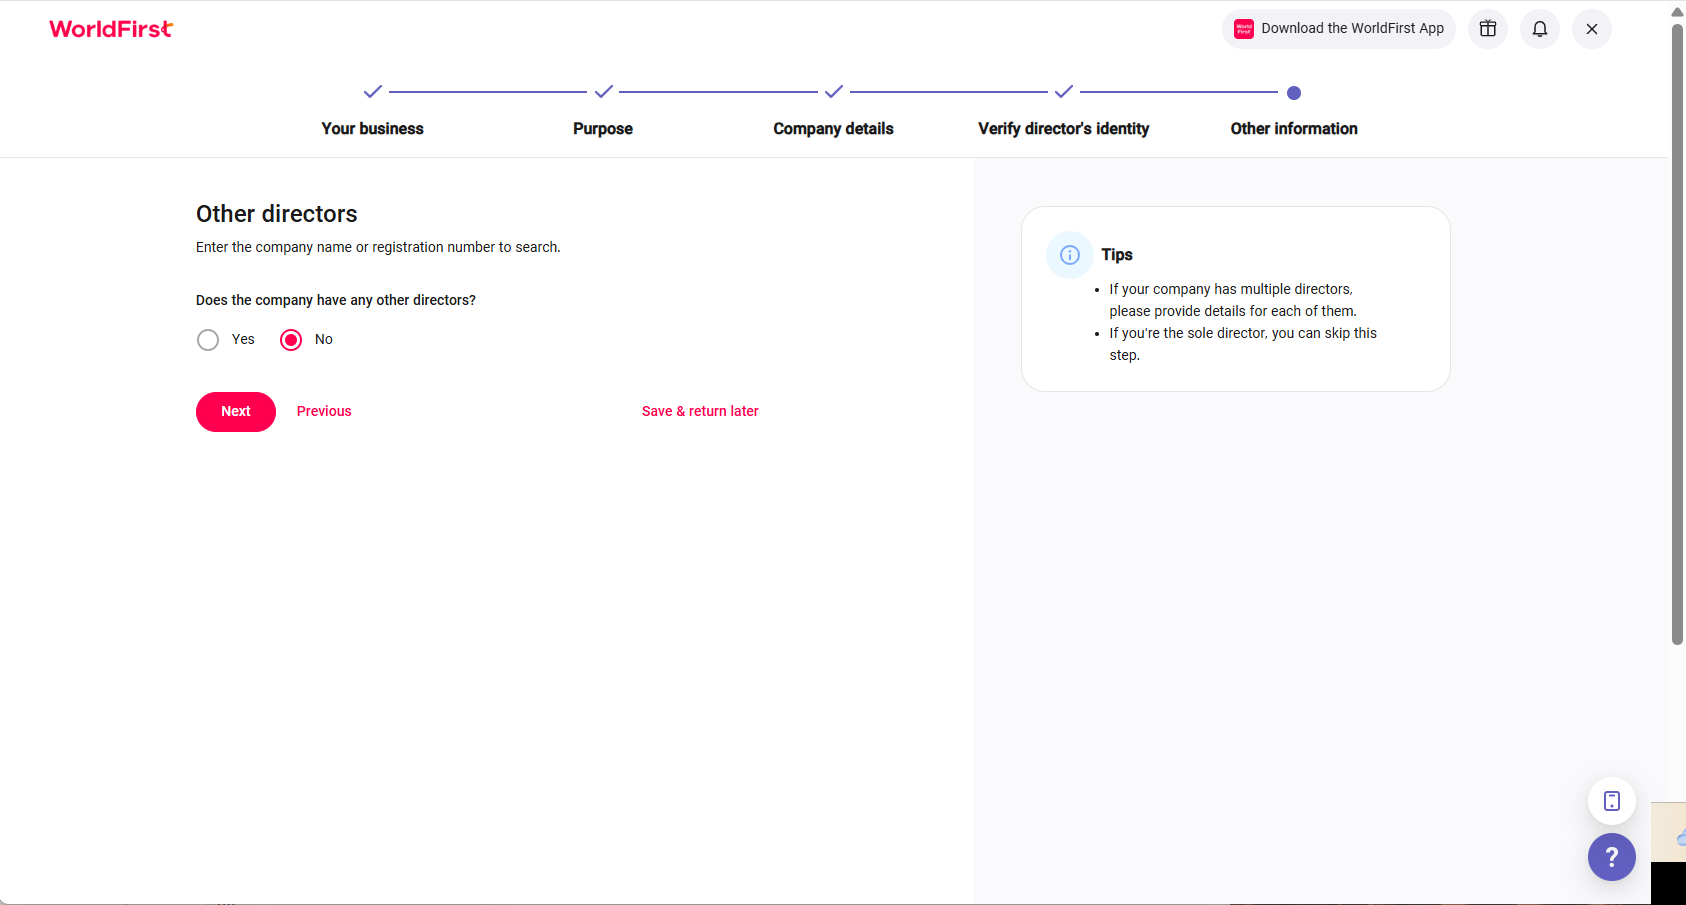 WorldFirst
World First
Download the WorldFirst App
Your business
Purpose
Company details
Verify director's identity
Other information
Other directors
Enter the company name or registration number to search.
Does the company have any other directors?
Yes
No
Next
Previous
Save & return later
Tips
• If your company has multiple directors,
please provide details for each of them.
• If you're the sole director, you can skip this
step.
?